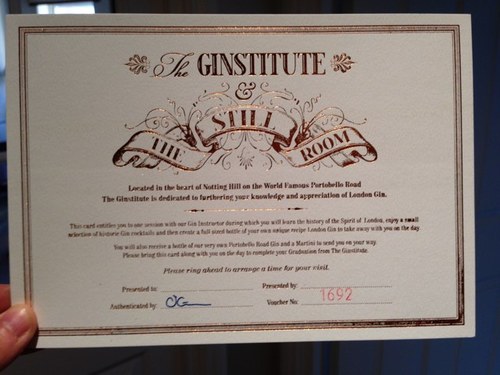 The GINSTITUTE
&
THE STILL ROOM
Located in the heart of Notting Hill on the World Famous Portobello Road
The Ginstitute is dedicated to furthering your knowledge and appreciation of London Gin.
This card entitles you to one session with our Gin Instructor during which you will learn the history of the Spirit of London, enjoy a small
selection of historic Gin cocktails and then create a full sized bottle of your own unique recipe London Gin to take away with you on the day.
You will also receive a bottle of our very own Portobello Road Gin and a Martini to send you on your way.
Please bring this card along with you on the day to complete your Graduation from The Ginstitute.
Please ring ahead to arrange a time for your visit.
Presented to: Presented by:
Authenticated by: Voucher No: 1692